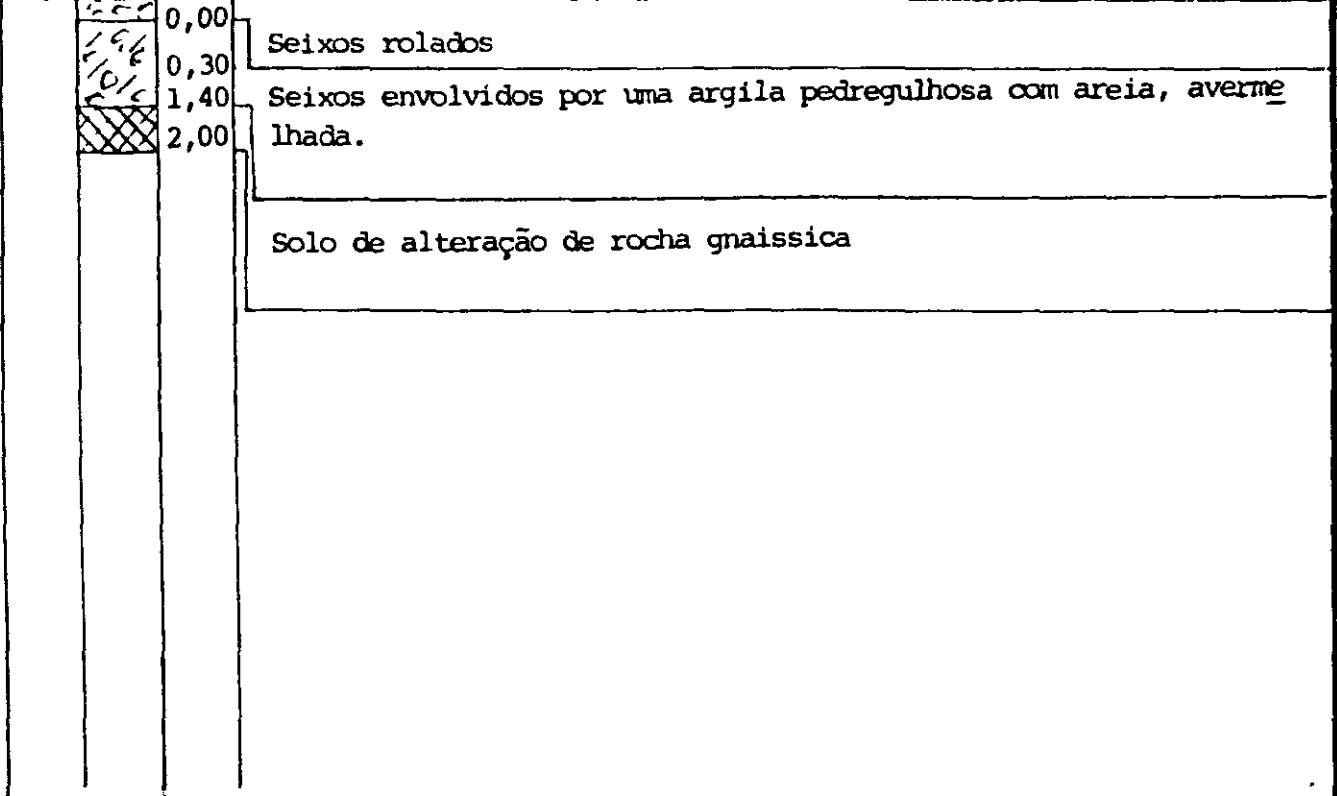 0,00
Seixos rolados
0,30
1,40 Seixos envolvidos por uma argila pedregulhosa com areia, averme
2,00 lhada.
Solo de alteração de rocha gnaissica